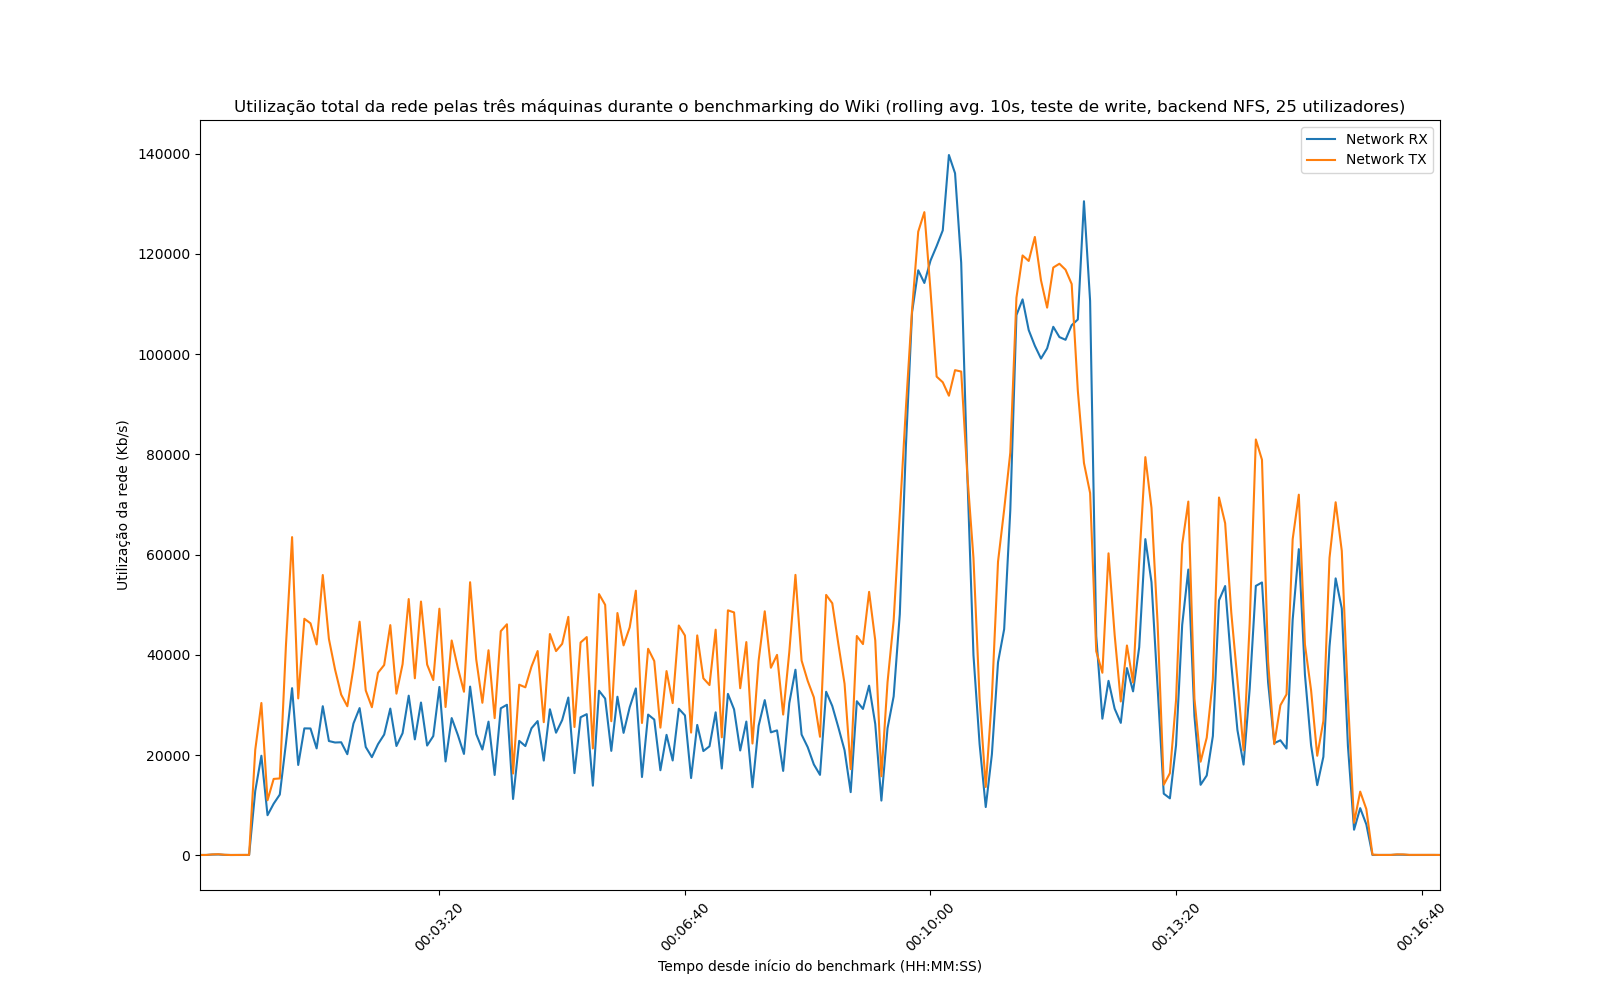 Utilização total da rede pelas três máquinas durante o benchmarking do Wiki (rolling avg. 10s, teste de write, backend NFS, 25 utilizadores)
Network RX
Network TX
140000
120000
100000
80000
60000
40000
20000
0
Utilização da rede (Kb/s)
00:03:20
00:06:40
00:10:00
00:13:20
00:16:40
Tempo desde início do benchmark (HH:MM:SS)